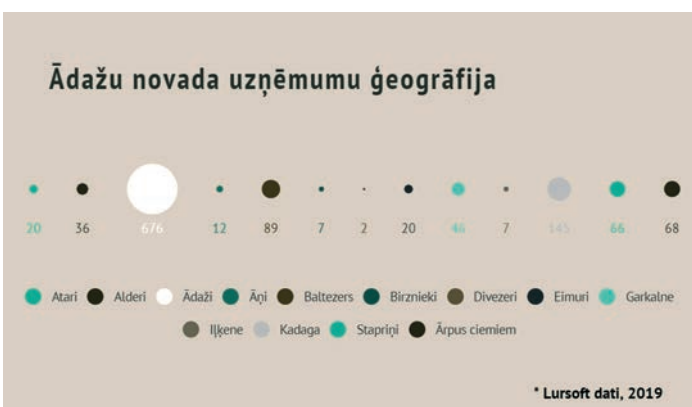 Ādažu novada uzņēmumu ģeogrāfija
20 36 676 12 89 7 2 20 46 7 145 66 68
Atari Alderi Ādaži Āņi Baltezers Birznieki Divezeri Eimuri Garkalne
Iļķene Kadaga Stapriņi Ārpus ciemiem
* Lursoft dati, 2019